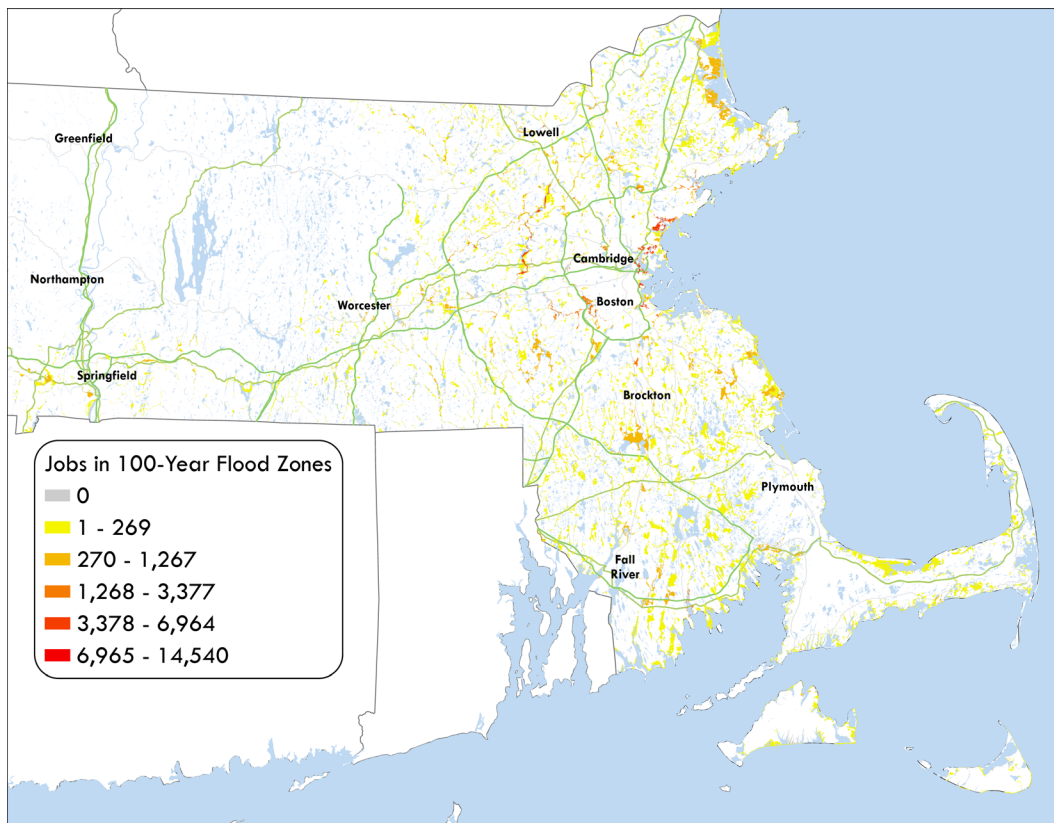 Greenfield
Lowell
Northampton
Cambridge
Worcester
Boston
Springfield
Brockton
Jobs in 100-Year Flood Zones
0
1 - 269
270 - 1,267
1,268 - 3,377
3,378 - 6,964
6,965 - 14,540
Plymouth
Fall
River